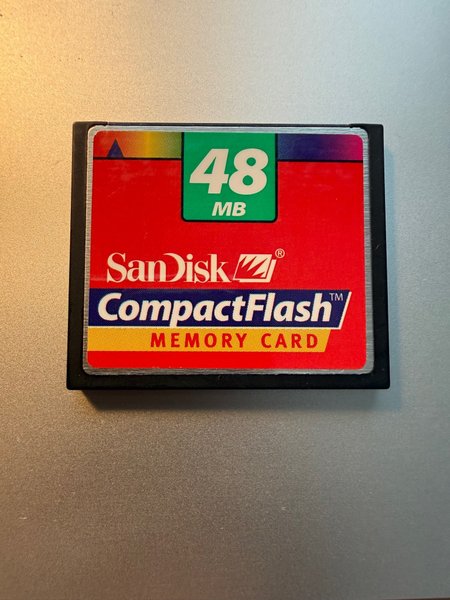 48
MB
SanDisk®
CompactFlash™
MEMORY CARD